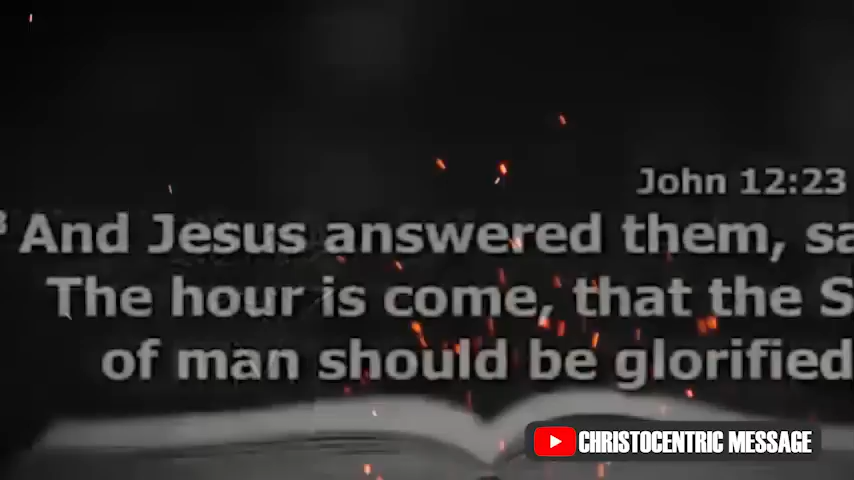 John 12:23
And Jesus answered them,
The hour is come, that the
of man should be glorified
CHRISTOCENTRIC MESSAGE